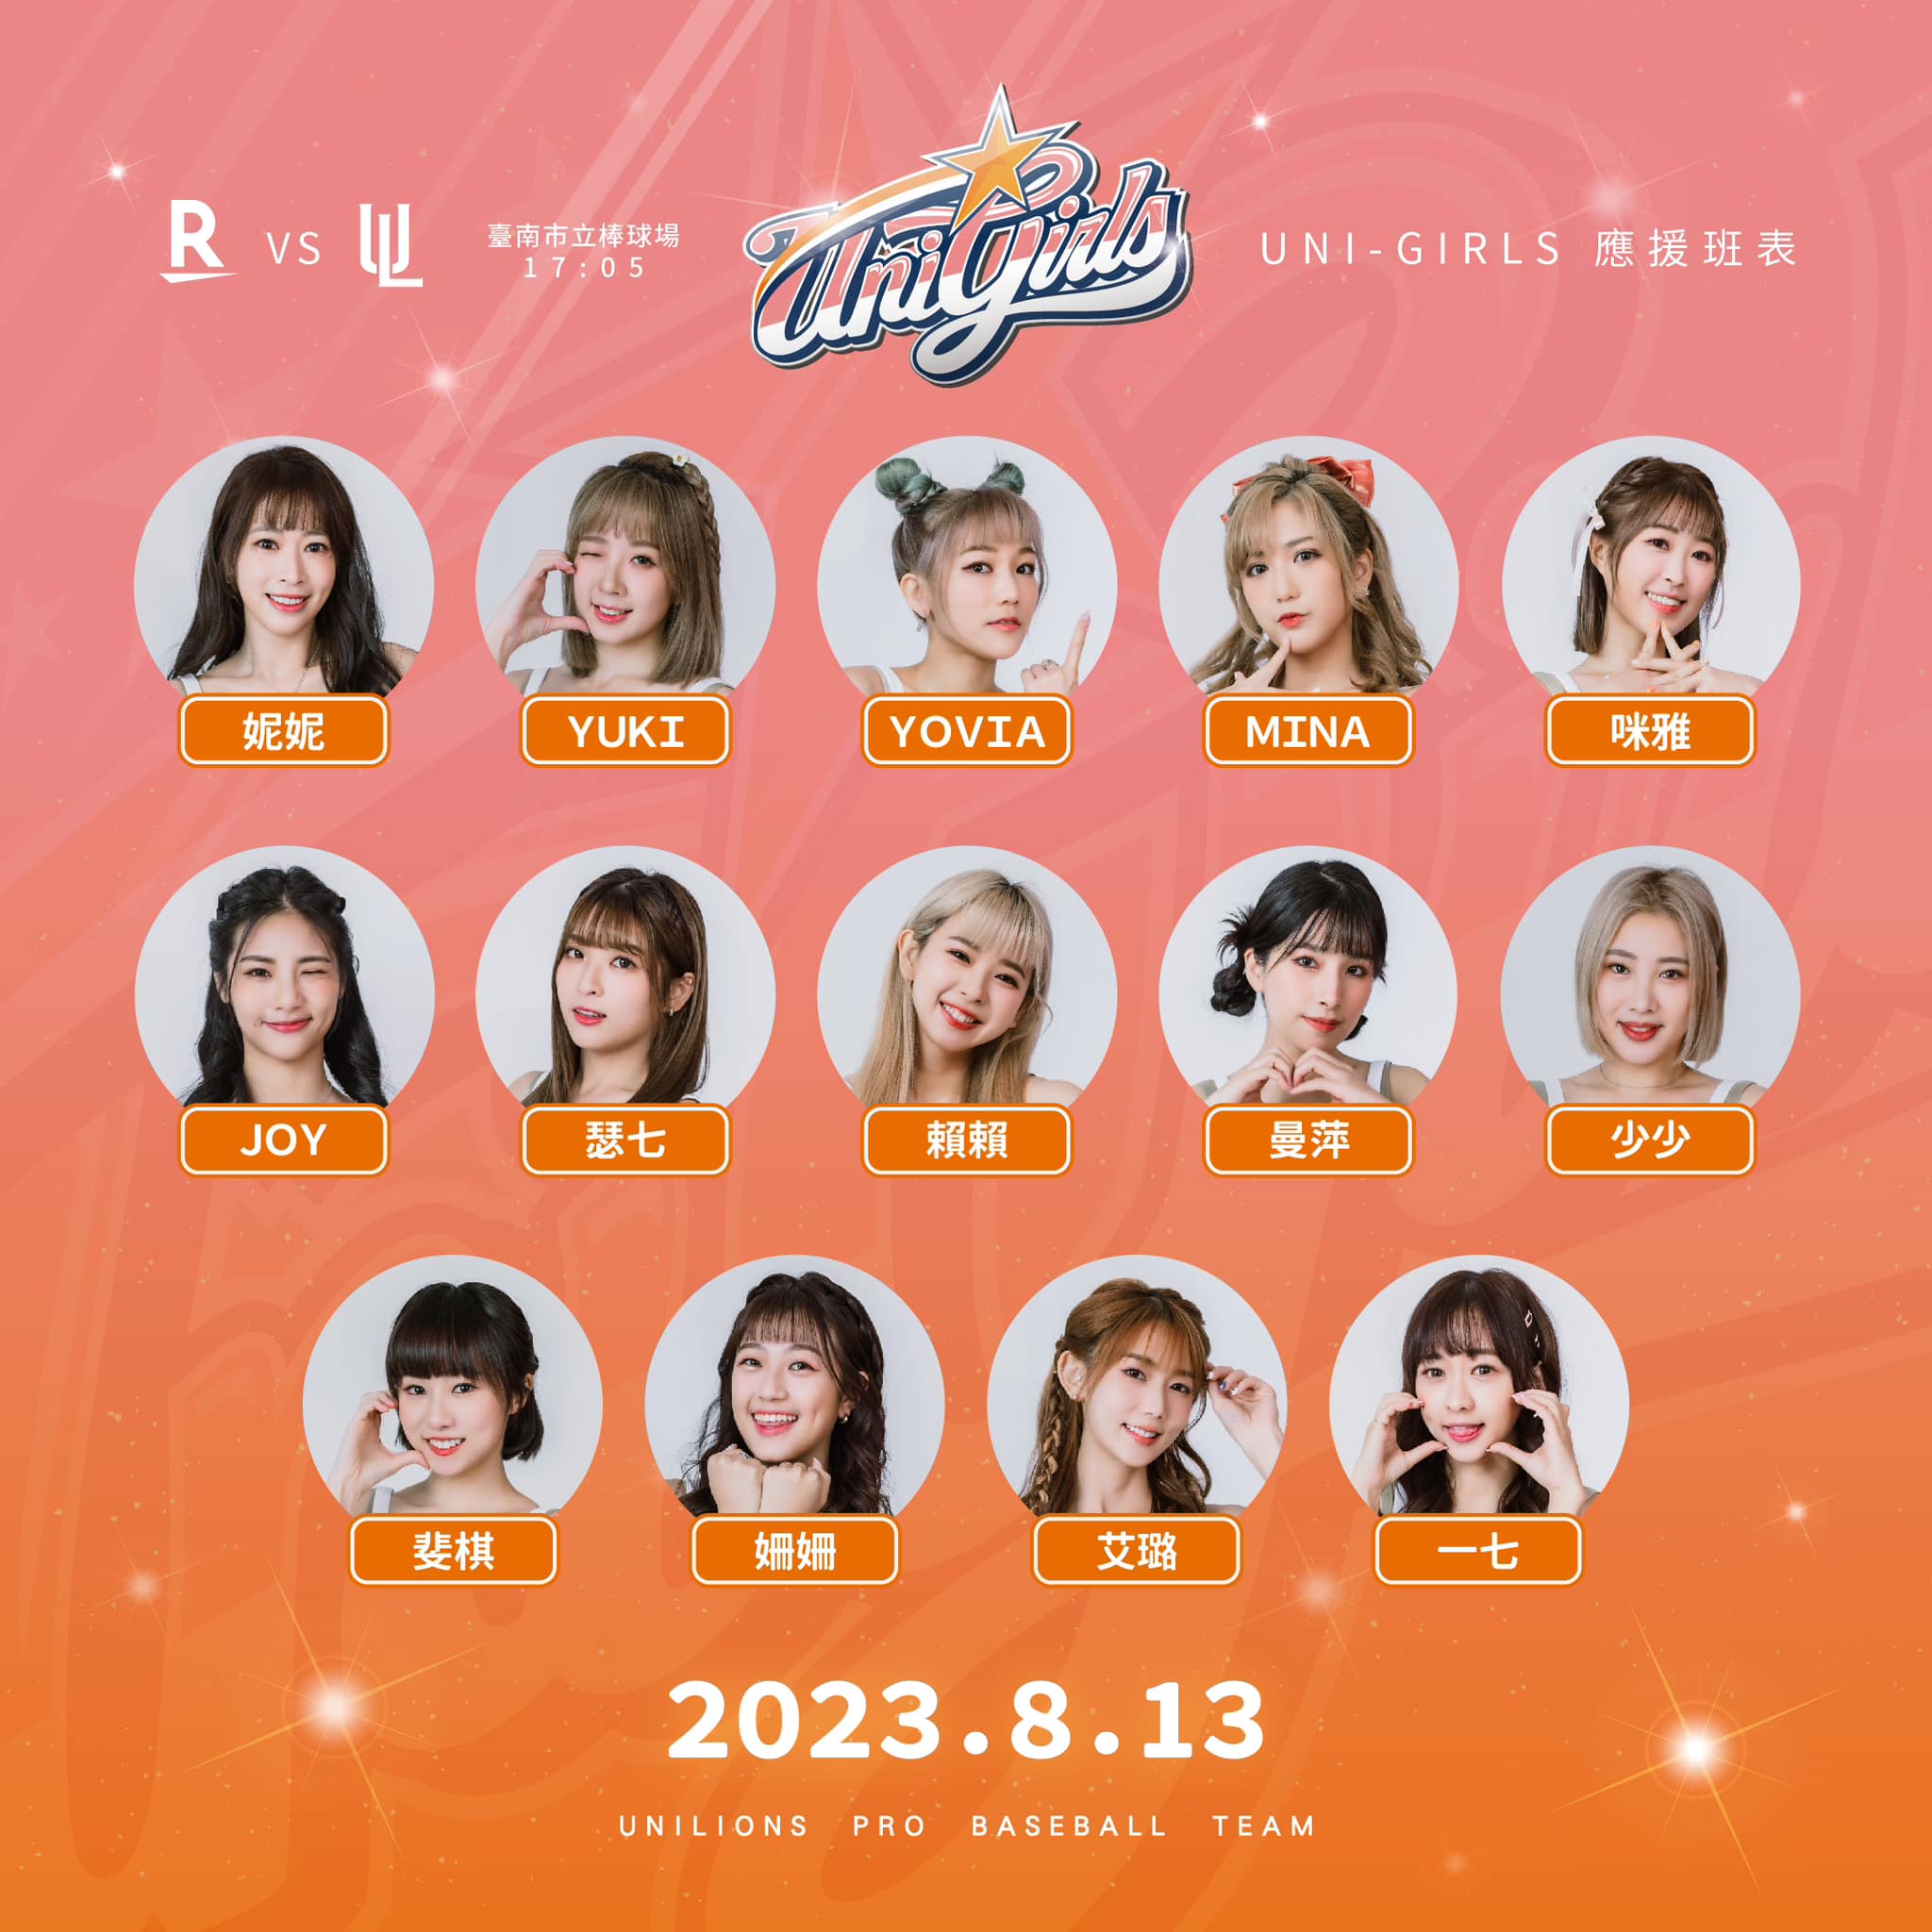 R VS UL
臺南市立棒球場
17:05
UniGirls
UNI-GIRLS 應援班表
妮妮
YUKI
YOVIA
MINA
咪雅
JOY
瑟七
賴賴
曼萍
少少
斐棋
姍姍
艾璐
一七
2023.8.13
UNILIONS PRO BASEBALL TEAM